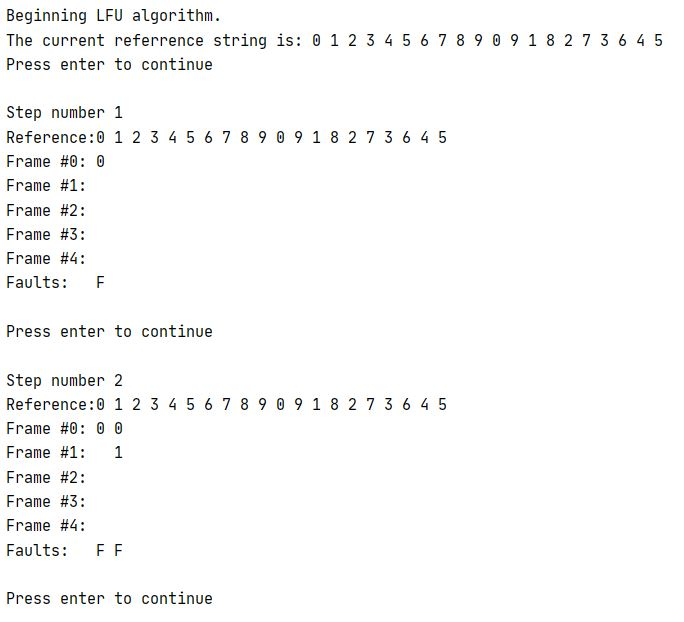 Beginning LFU algorithm.
The current referrence string is: 0 1 2 3 4 5 6 7 8 9 0 9 1 8 2 7 3 6 4 5
Press enter to continue
Step number 1
Reference:0 1 2 3 4 5 6 7 8 9 0 9 1 8 2 7 3 6 4 5
Frame #0: 0
Frame #1:
Frame #2:
Frame #3:
Frame #4:
Faults:   F
Press enter to continue
Step number 2
Reference:0 1 2 3 4 5 6 7 8 9 0 9 1 8 2 7 3 6 4 5
Frame #0: 0 0
Frame #1:   1
Frame #2:
Frame #3:
Frame #4:
Faults:   F F
Press enter to continue